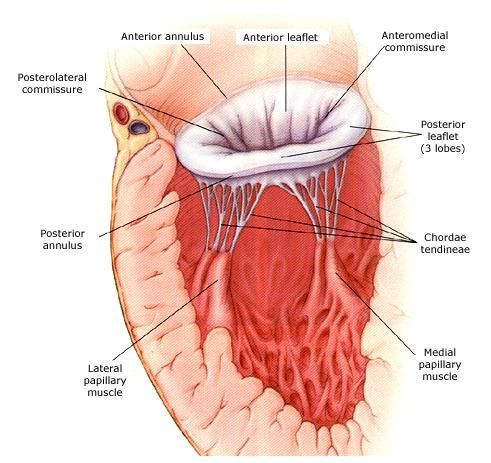 Anterior annulus
Anterior leaflet
Anteromedial
commissure
Posterolateral
commissure
Posterior
leaflet
(3 lobes)
Posterior
annulus
Chordae
tendineae
Lateral
papillary
muscle
Medial
papillary
muscle